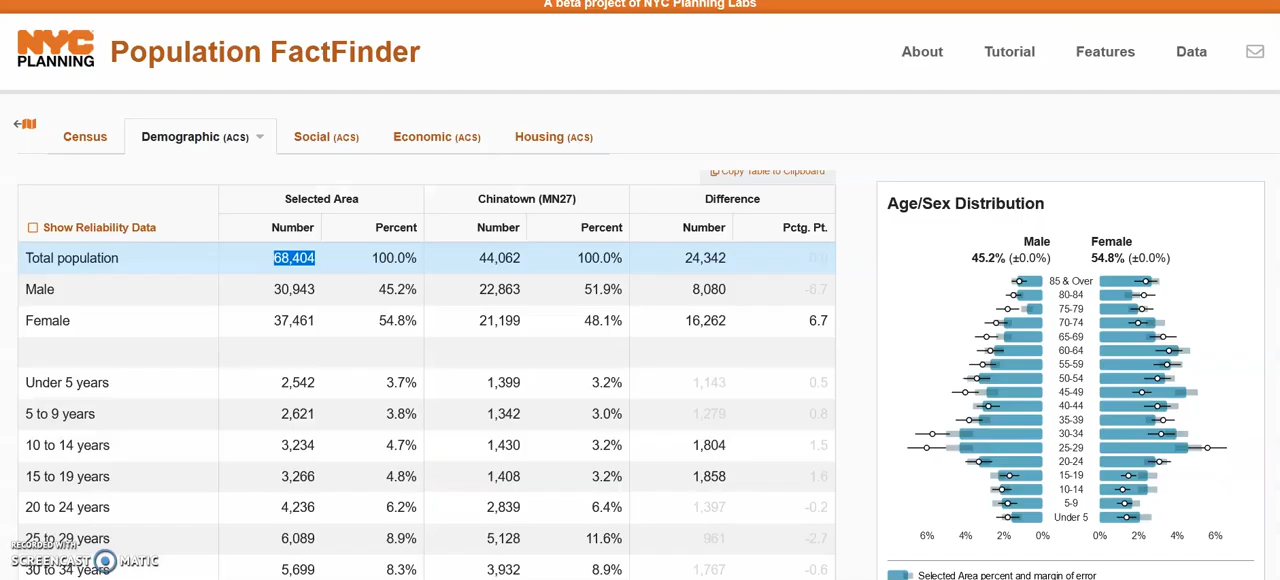 A beta project of NYC Planning Labs
NYC
PLANNING
Population FactFinder
About Tutorial Features Data
Census Demographic (ACS) Social (ACS) Economic (ACS) Housing (ACS)
Copy Table to Clipboard
Selected Area Chinatown (MN27) Difference
Show Reliability Data Number Percent Number Percent Number Pctg. Pt.
Total population 68,404 100.0% 44,062 100.0% 24,342 0.0
Male 30,943 45.2% 22,863 51.9% 8,080 -6.7
Female 37,461 54.8% 21,199 48.1% 16,262 6.7
Under 5 years 2,542 3.7% 1,399 3.2% 1,143 0.5
5 to 9 years 2,621 3.8% 1,342 3.0% 1,279 0.8
10 to 14 years 3,234 4.7% 1,430 3.2% 1,804 1.5
15 to 19 years 3,266 4.8% 1,408 3.2% 1,858 1.6
20 to 24 years 4,236 6.2% 2,839 6.4% 1,397 -0.2
25 to 29 years 6,089 8.9% 5,128 11.6% 961 -2.7
30 to 34 years 5,699 8.3% 3,932 8.9% 1,767 -0.6
RECORDED WITH
SCREENCAST MATIC
Age/Sex Distribution
Male Female
45.2% (±0.0%) 54.8% (±0.0%)
85 & Over
80-84
75-79
70-74
65-69
60-64
55-59
50-54
45-49
40-44
35-39
30-34
25-29
20-24
15-19
10-14
5-9
Under 5
6% 4% 2% 0% 0% 2% 4% 6%
Selected Area percent and margin of error